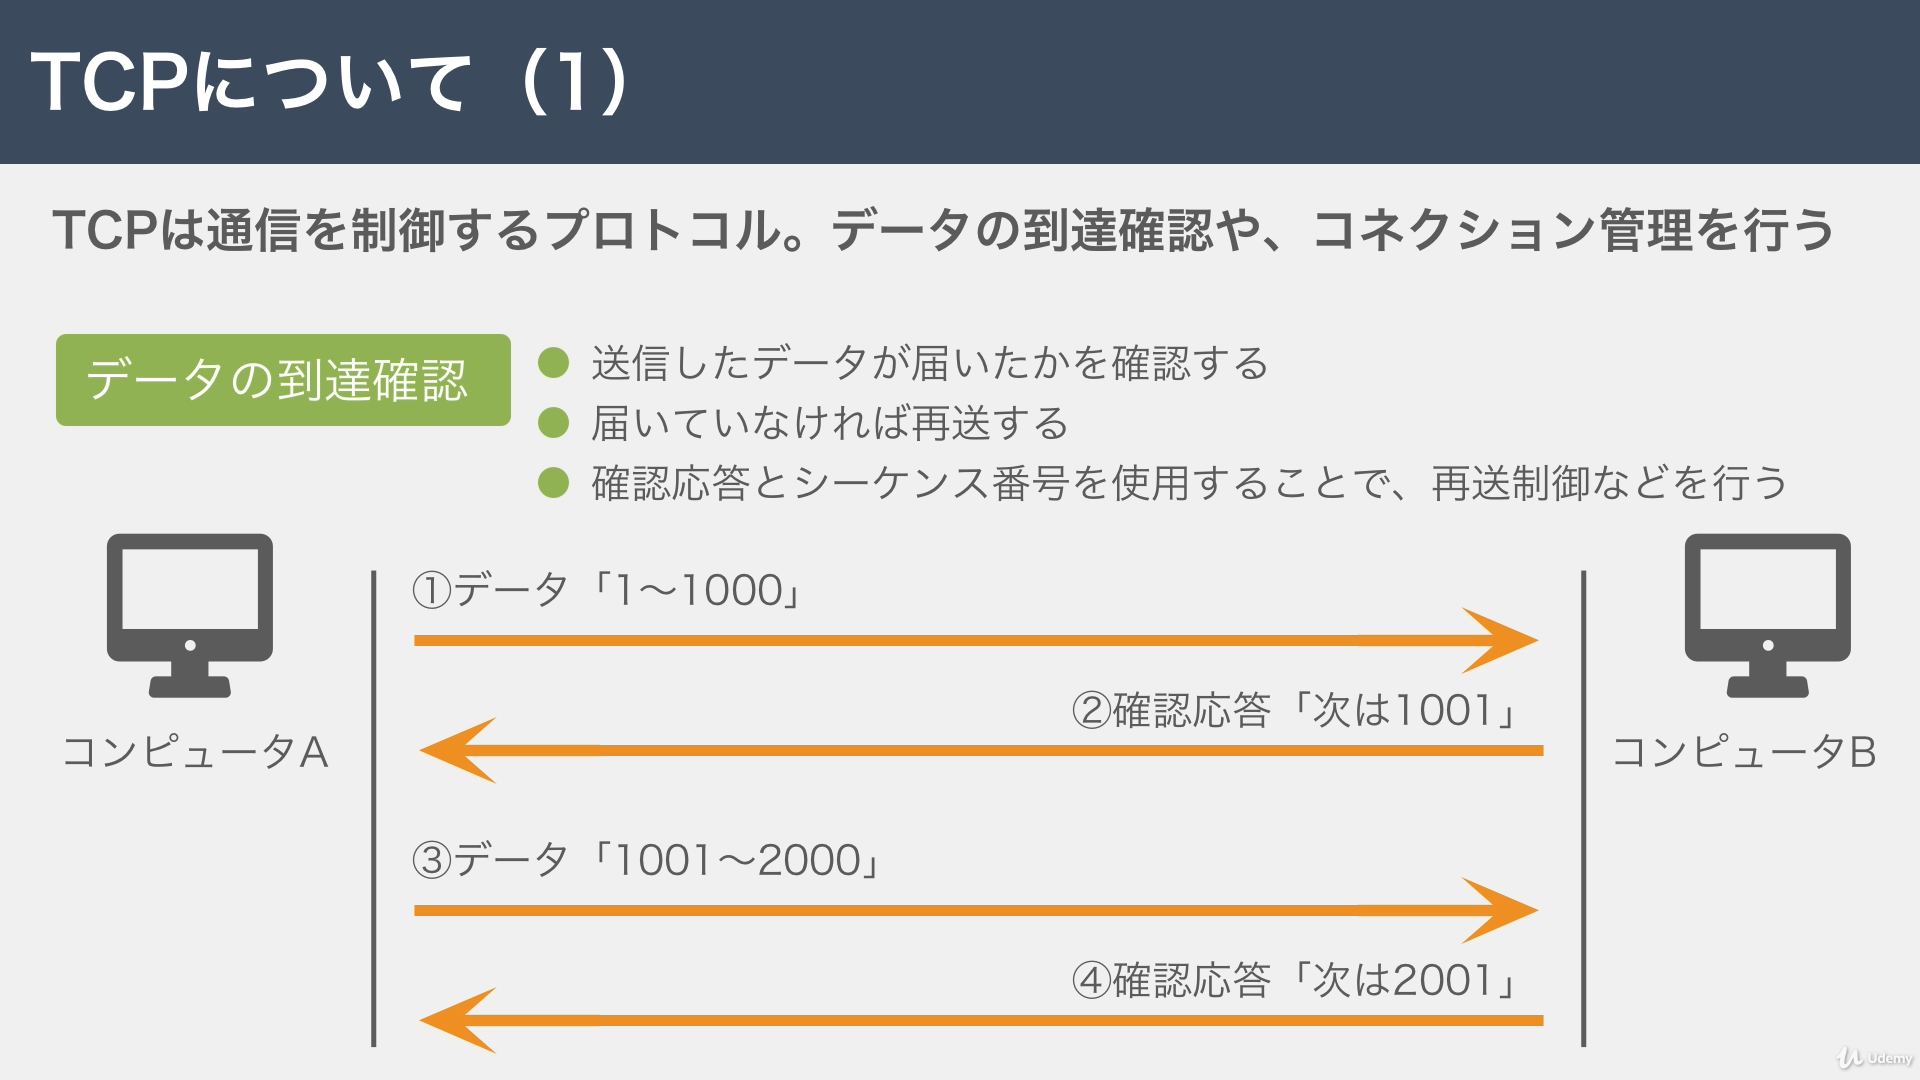 TCPについて（1）
TCPは通信を制御するプロトコル。データの到達確認や、コネクション管理を行う
データの到達確認
送信したデータが届いたかを確認する
届いていなければ再送する
確認応答とシーケンス番号を使用することで、再送制御などを行う
①データ「1〜1000」
②確認応答「次は1001」
コンピュータA
コンピュータB
③データ「1001〜2000」
④確認応答「次は2001」
Udemy